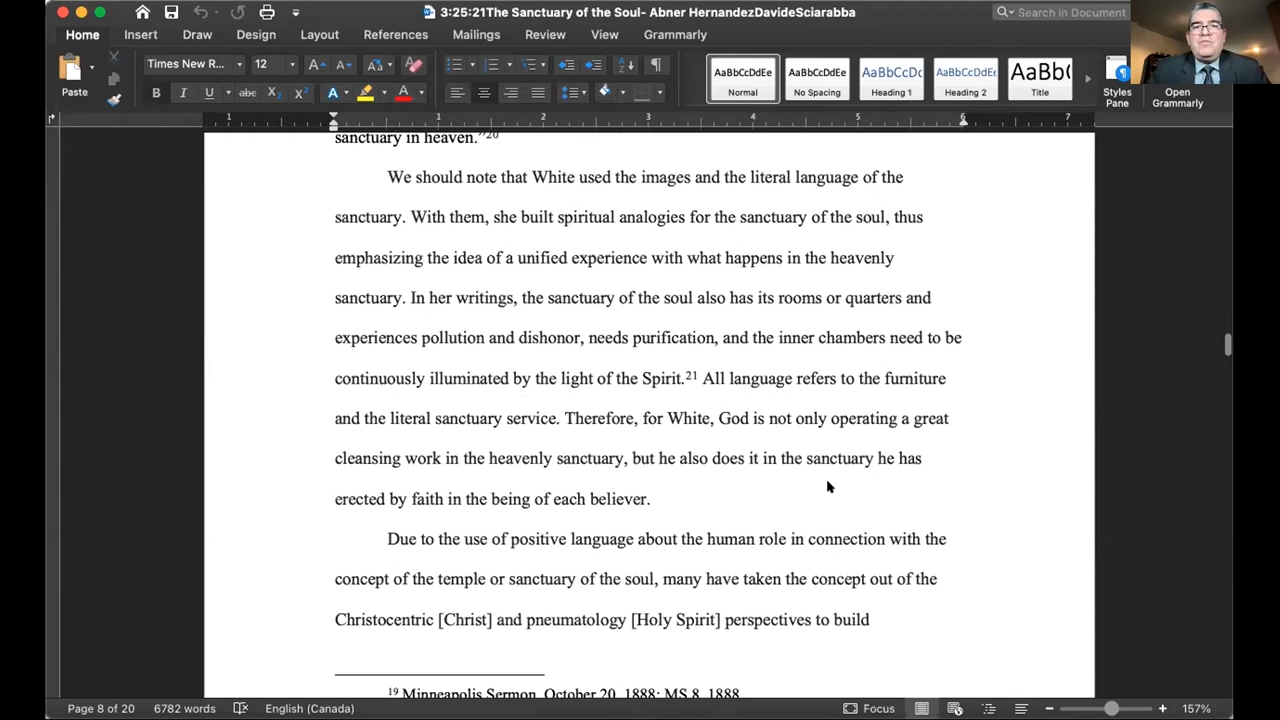 3:25:21The Sanctuary of the Soul- Abner HernandezDavideSciarabba
Search in Document
Home Insert Draw Design Layout References Mailings Review View Grammarly
Times New R... 12
Paste
AaBbCcDdEe AaBbCcDdEe AaBbCcDc AaBbCcDdEe AaBbC(
Normal No Spacing Heading 1 Heading 2 Title
Styles Pane
Open Grammarly
1 1 2 3 4 5 6 7
sanctuary in heaven."20
We should note that White used the images and the literal language of the
sanctuary. With them, she built spiritual analogies for the sanctuary of the soul, thus
emphasizing the idea of a unified experience with what happens in the heavenly
sanctuary. In her writings, the sanctuary of the soul also has its rooms or quarters and
experiences pollution and dishonor, needs purification, and the inner chambers need to be
continuously illuminated by the light of the Spirit.21 All language refers to the furniture
and the literal sanctuary service. Therefore, for White, God is not only operating a great
cleansing work in the heavenly sanctuary, but he also does it in the sanctuary he has
erected by faith in the being of each believer.
Due to the use of positive language about the human role in connection with the
concept of the temple or sanctuary of the soul, many have taken the concept out of the
Christocentric [Christ] and pneumatology [Holy Spirit] perspectives to build
19 Minneapolis Sermon, October 20, 1888; MS 8, 1888
Page 8 of 20 6782 words English (Canada) Focus 157%